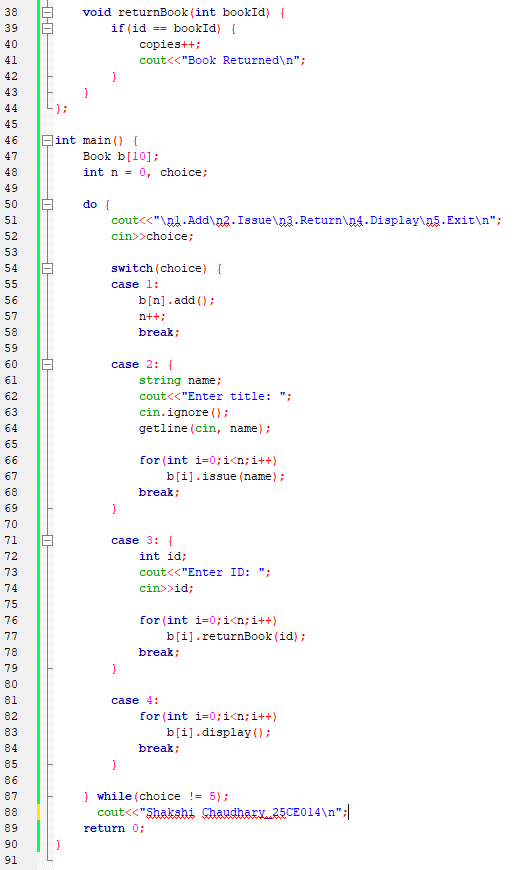 38 void returnBook(int bookId) {
39 if(id == bookId) {
40 copies++;
41 cout<<"Book Returned\n";
42 }
43 }
44 };
45
46 int main() {
47 Book b[10];
48 int n = 0, choice;
49
50 do {
51 cout<<"\n1.Add\n2.Issue\n3.Return\n4.Display\n5.Exit\n";
52 cin>>choice;
53
54 switch(choice) {
55 case 1:
56 b[n].add();
57 n++;
58 break;
59
60 case 2: {
61 string name;
62 cout<<"Enter title: ";
63 cin.ignore();
64 getline(cin, name);
65
66 for(int i=0;i<n;i++)
67 b[i].issue(name);
68 break;
69 }
70
71 case 3: {
72 int id;
73 cout<<"Enter ID: ";
74 cin>>id;
75
76 for(int i=0;i<n;i++)
77 b[i].returnBook(id);
78 break;
79 }
80
81 case 4:
82 for(int i=0;i<n;i++)
83 b[i].display();
84 break;
85 }
86
87 } while(choice != 5);
88 cout<<"Shakshi Chaudhary_25CE014\n";
89 return 0;
90 }
91